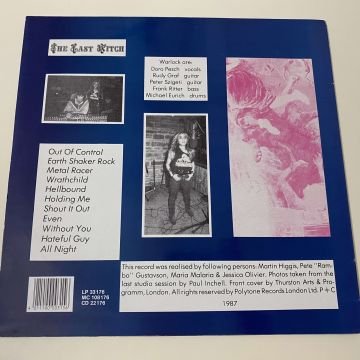 The Last Witch
Warlock are:
Doro Pesch vocals
Rudy Graf guitar
Peter Szigeti guitar
Frank Ritter bass
Michael Eurich drums
Out Of Control
Earth Shaker Rock
Metal Racer
Wrathchild
Hellbound
Holding Me
Shout It Out
Even
Without You
Hateful Guy
All Night
LP 33176
MC 108176
CD 22176
This record was realised by following persons: Martin Higgis, Pete "Ram-
bo" Gustavson, Maria Malaria & Jessica Olivier. Photos taken from the
last studio session by Paul Inchell. Front cover by Thurston Arts & Pro-
gramm, London. All rights reserved by Polytone Records London Ltd. P + C
1987